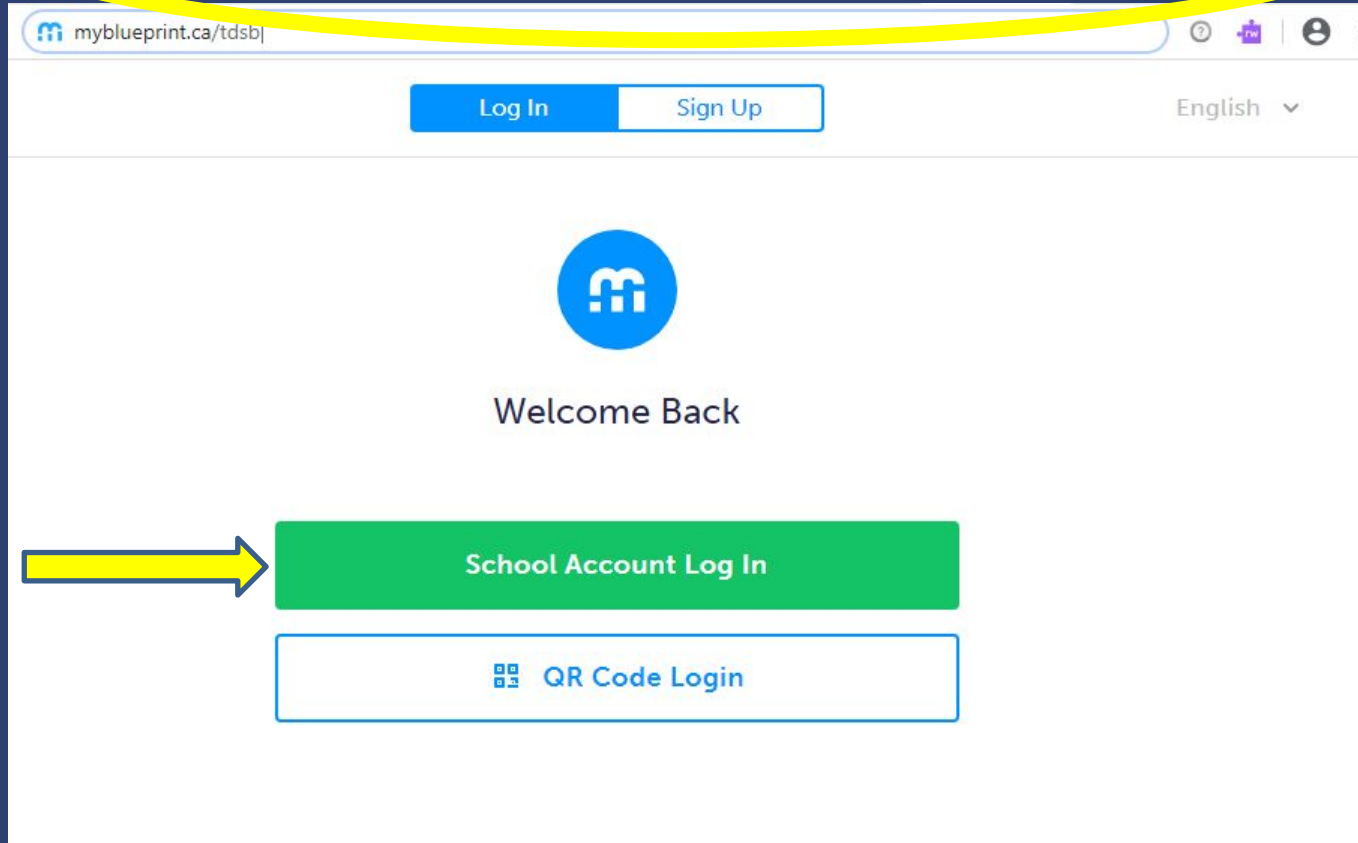 myblueprint.ca/tdsb
Log In
Sign Up
English
Welcome Back
School Account Log In
QR Code Login